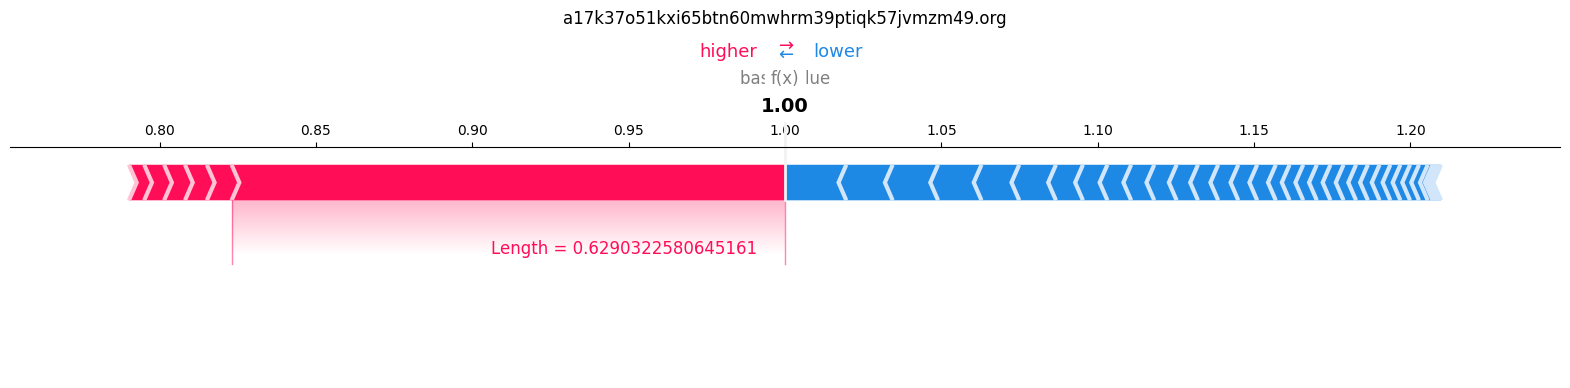 a17k37o51kxi65btn60mwhrm39ptiqk57jvmzm49.org
higher ⇄ lower
f(x)
1.00
0.80 0.85 0.90 0.95 1.00 1.05 1.10 1.15 1.20
Length = 0.6290322580645161